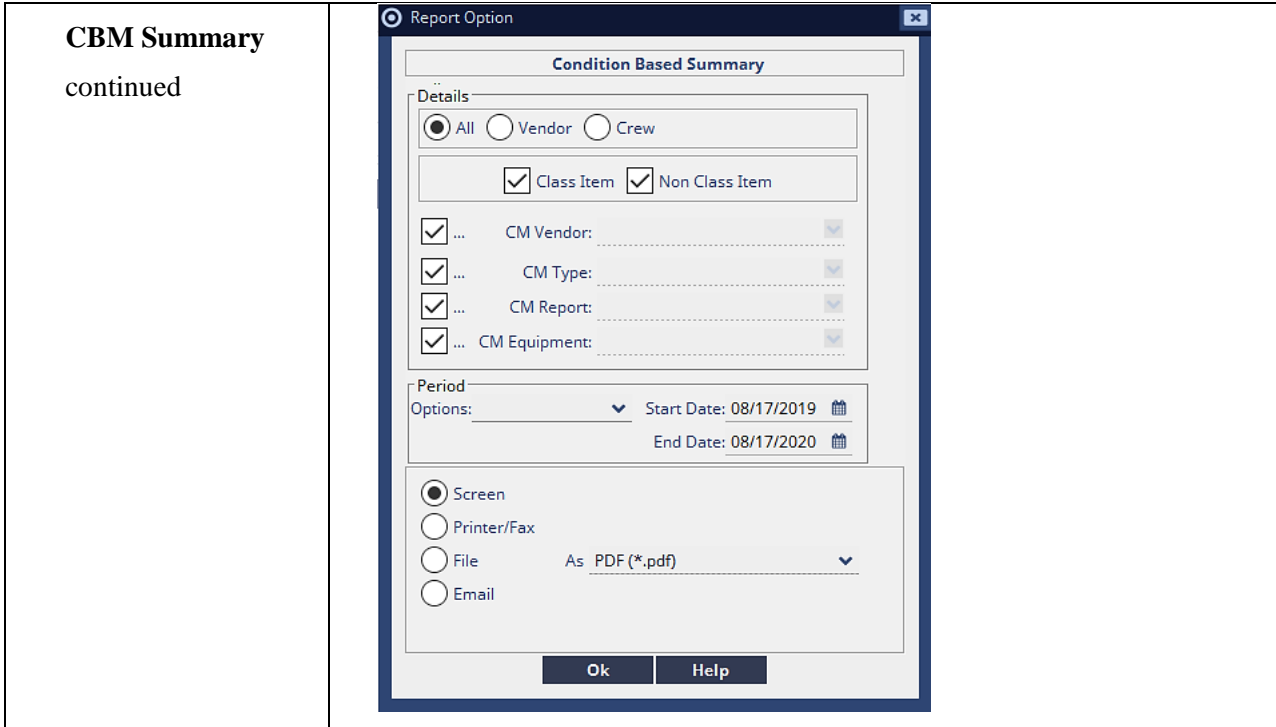 CBM Summary
continued
Report Option
Condition Based Summary
Details
All Vendor Crew
Class Item Non Class Item
... CM Vendor:
... CM Type:
... CM Report:
... CM Equipment:
Period
Options: Start Date: 08/17/2019
End Date: 08/17/2020
Screen
Printer/Fax
File As PDF (*.pdf)
Email
Ok Help